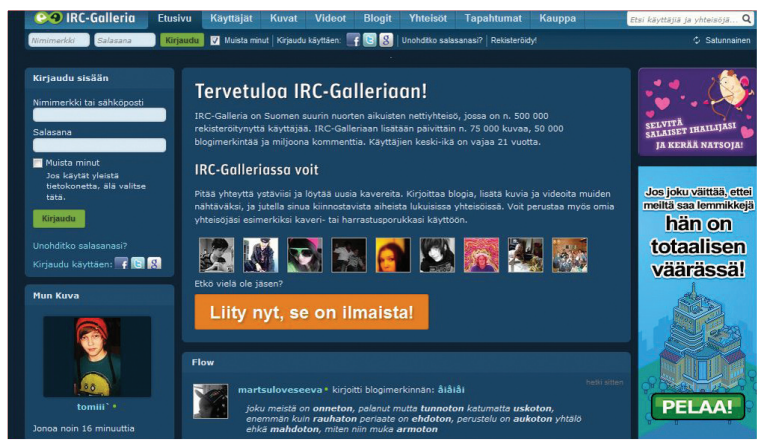 IRC-Galleria Etusivu Käyttäjät Kuvat Videot Blogit Yhteisöt Tapahtumat Kauppa Etsi käyttäjiä ja yhteisöjä...
Nimimerkki Salasana Kirjaudu Muista minut Kirjaudu käyttäen: Unohditko salasanasi? Rekisteröidy! Satunnainen
Kirjaudu sisään
Nimimerkki tai sähköposti
Salasana
Muista minut
Jos käytät yleistä
tietokonetta, älä valitse
tätä.
Kirjaudu
Unohditko salasanasi?
Kirjaudu käyttäen:
Mun Kuva
tomiii`
Jonoa noin 16 minuuttia
Tervetuloa IRC-Galleriaan!
IRC-Galleria on Suomen suurin nuorten aikuisten nettiyhteisö, jossa on n. 500 000
rekisteröitynyttä käyttäjää. IRC-Galleriaan lisätään päivittäin n. 75 000 kuvaa, 50 000
blogimerkintää ja miljoona kommenttia. Käyttäjien keski-ikä on vajaa 21 vuotta.
IRC-Galleriassa voit
Pitää yhteyttä ystäviisi ja löytää uusia kavereita. Kirjoittaa blogia, lisätä kuvia ja videoita muiden
nähtäväksi, ja jutella sinua kiinnostavista aiheista lukuisissa yhteisöissä. Voit perustaa myös omia
yhteisöjäsi esimerkiksi kaveri- tai harrastusporukkasi käyttöön.
Etkö vielä ole jäsen?
Liity nyt, se on ilmaista!
Flow
martsuloveseeva kirjoitti blogimerkinnän: åiåiåi
hetki sitten
joku meistä on onneton, palanut mutta tunnoton katumatta uskoton,
enemmän kuin rauhaton periaate on ehdoton, perustelu on aukoton yhtälö
ehkä mahdoton, miten niin muka armoton
SELVITÄ
SALAISET IHAILIJASI
JA KERÄÄ NATSOJA!
Jos joku väittää, ettei
meiltä saa lemmikkejä
hän on
totaalisen
väärässä!
PELAA!